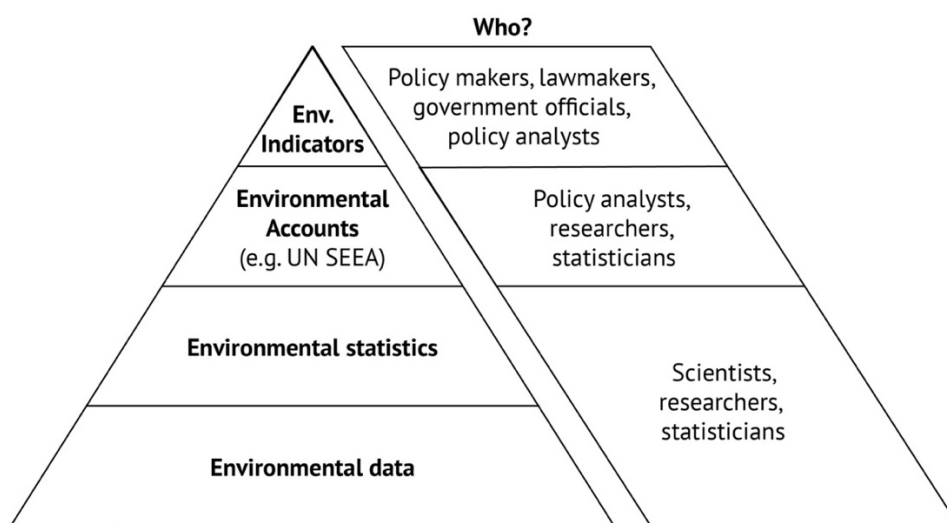 Who?
Env.
Indicators
Policy makers, lawmakers,
government officials,
policy analysts
Environmental
Accounts
(e.g. UN SEEA)
Policy analysts,
researchers,
statisticians
Environmental statistics
Environmental data
Scientists,
researchers,
statisticians